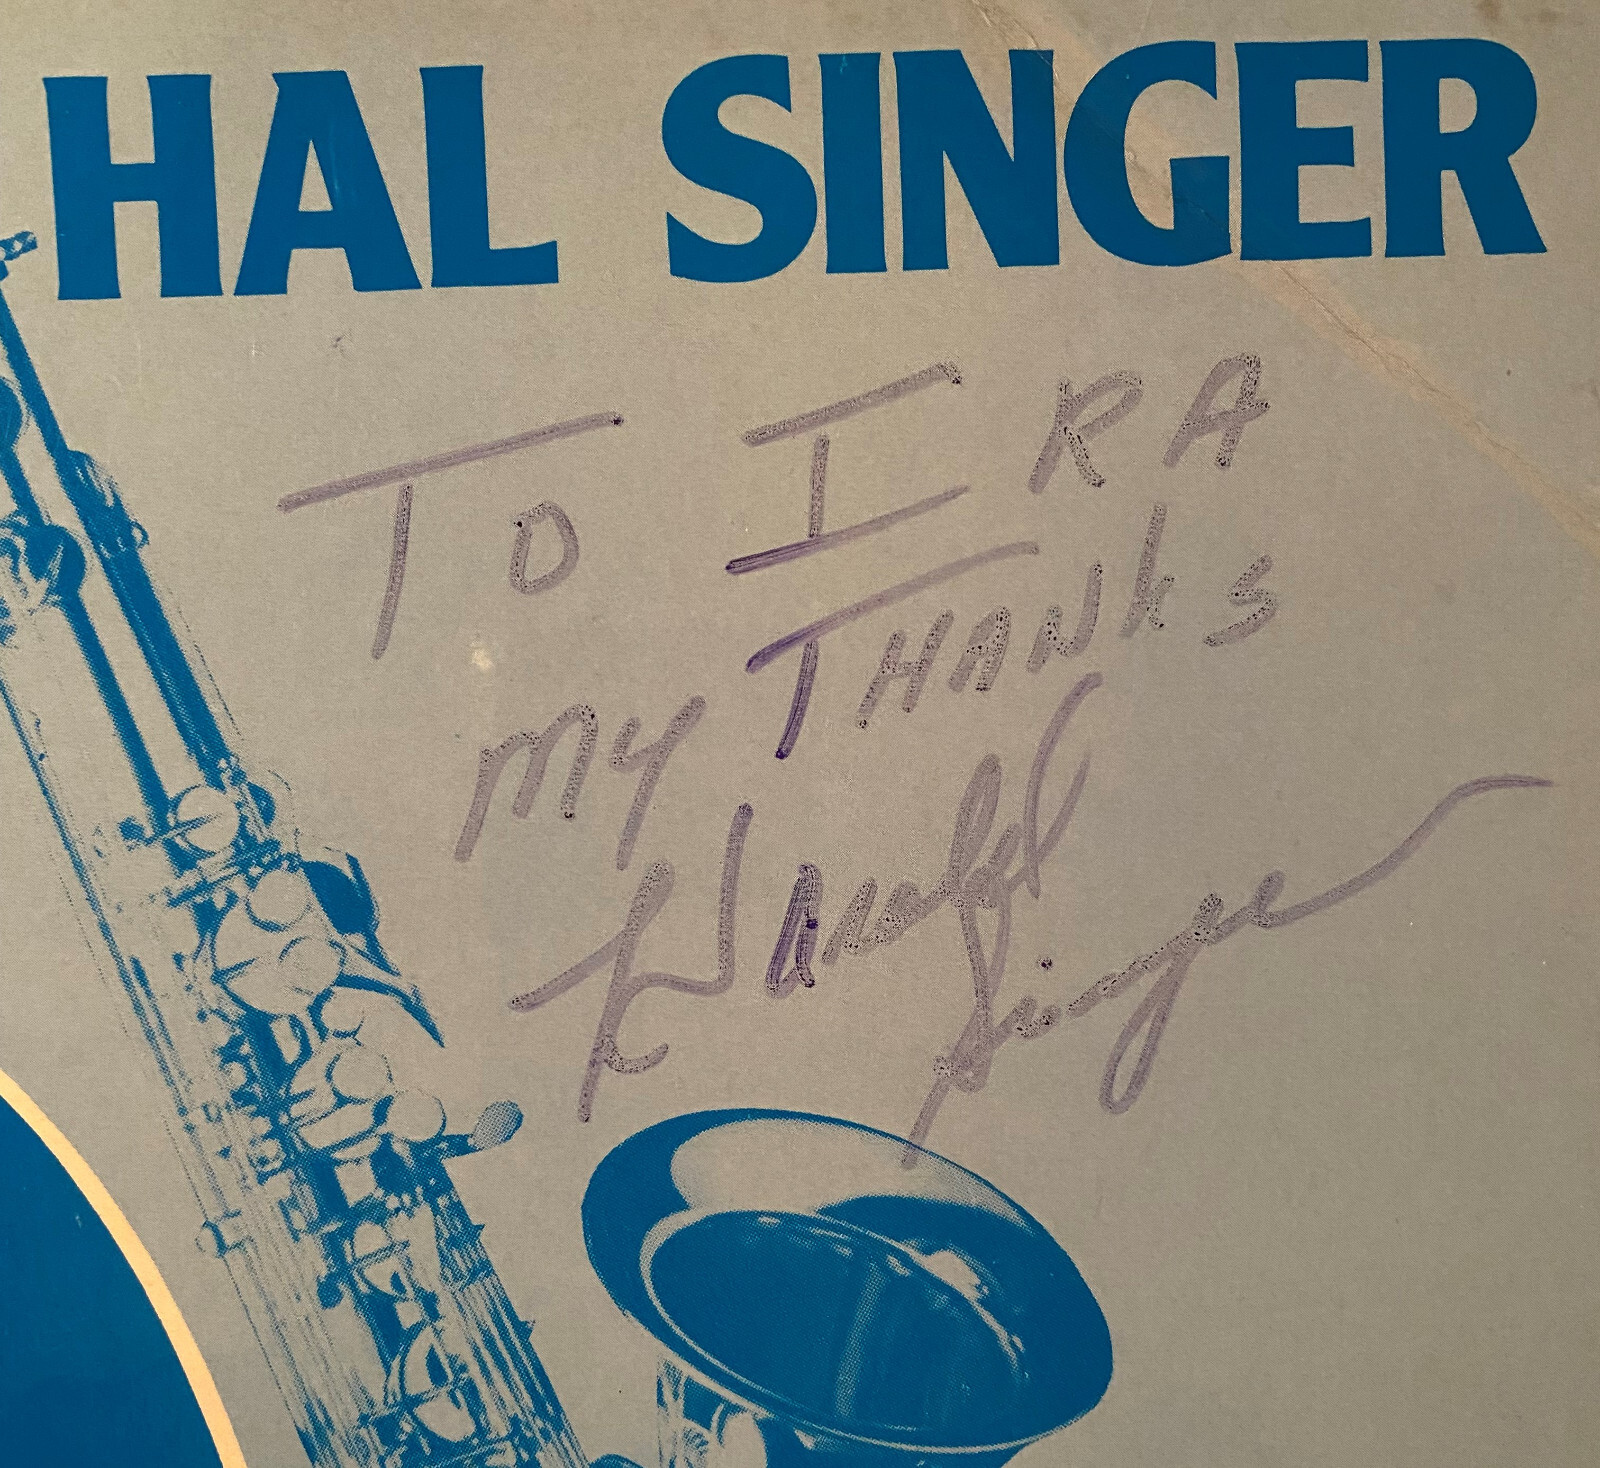 HAL SINGER
To IRA
My THANKS
Harold
Singer